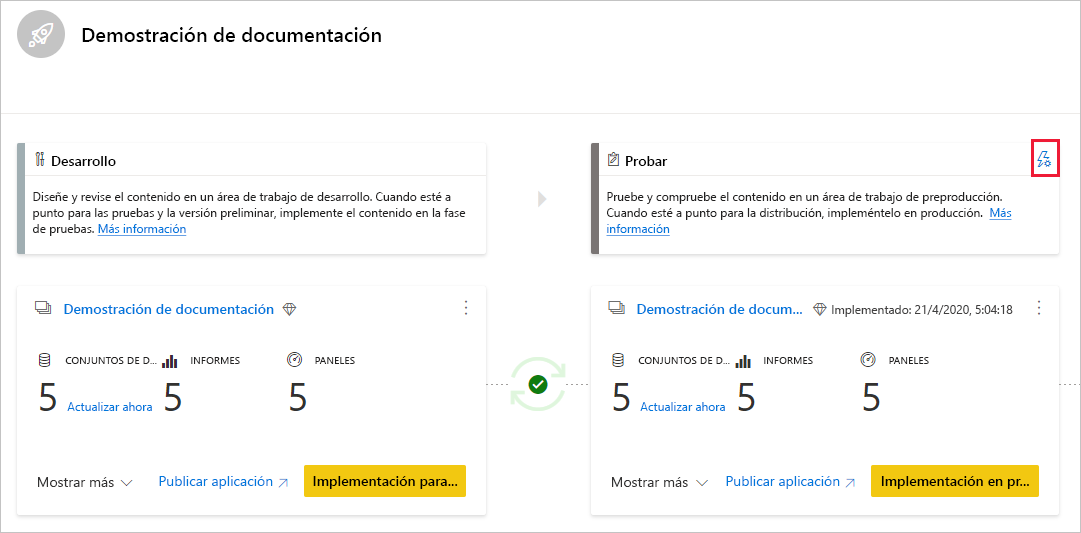 Demostración de documentación
Desarrollo
Diseñe y revise el contenido en un área de trabajo de desarrollo. Cuando esté a
punto para las pruebas y la versión preliminar, implemente el contenido en la fase
de pruebas. Más información
Probar
Pruebe y compruebe el contenido en un área de trabajo de preproducción.
Cuando esté a punto para la distribución, impleméntelo en producción. Más
información
Demostración de documentación
CONJUNTOS DE D... INFORMES PANELES
5 Actualizar ahora 5 5
Mostrar más Publicar aplicación Implementación para...
Demostración de docum... Implementado: 21/4/2020, 5:04:18
CONJUNTOS DE D... INFORMES PANELES
5 Actualizar ahora 5 5
Mostrar más Publicar aplicación Implementación en pr...